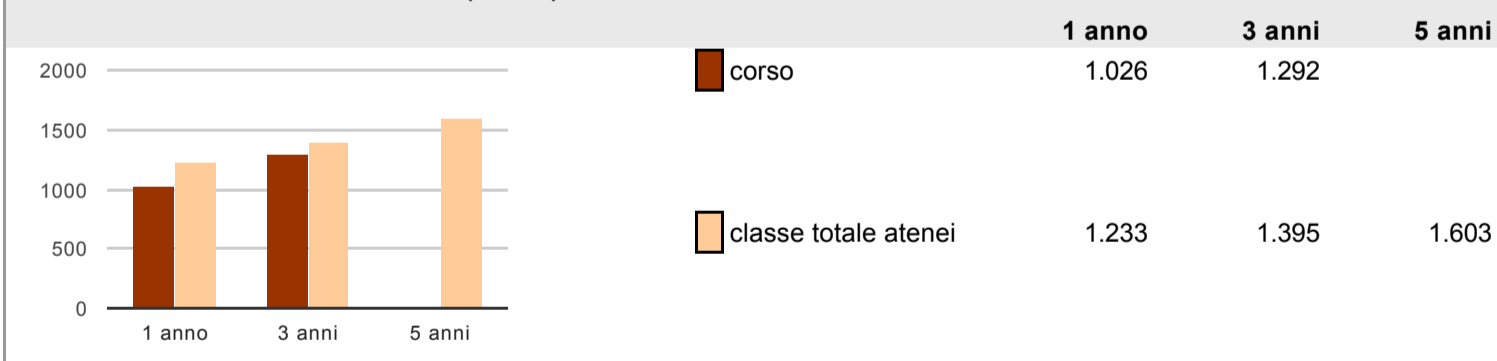 1 anno 3 anni 5 anni
2000
1500
1000
500
0
1 anno 3 anni 5 anni
corso 1.026 1.292
classe totale atenei 1.233 1.395 1.603